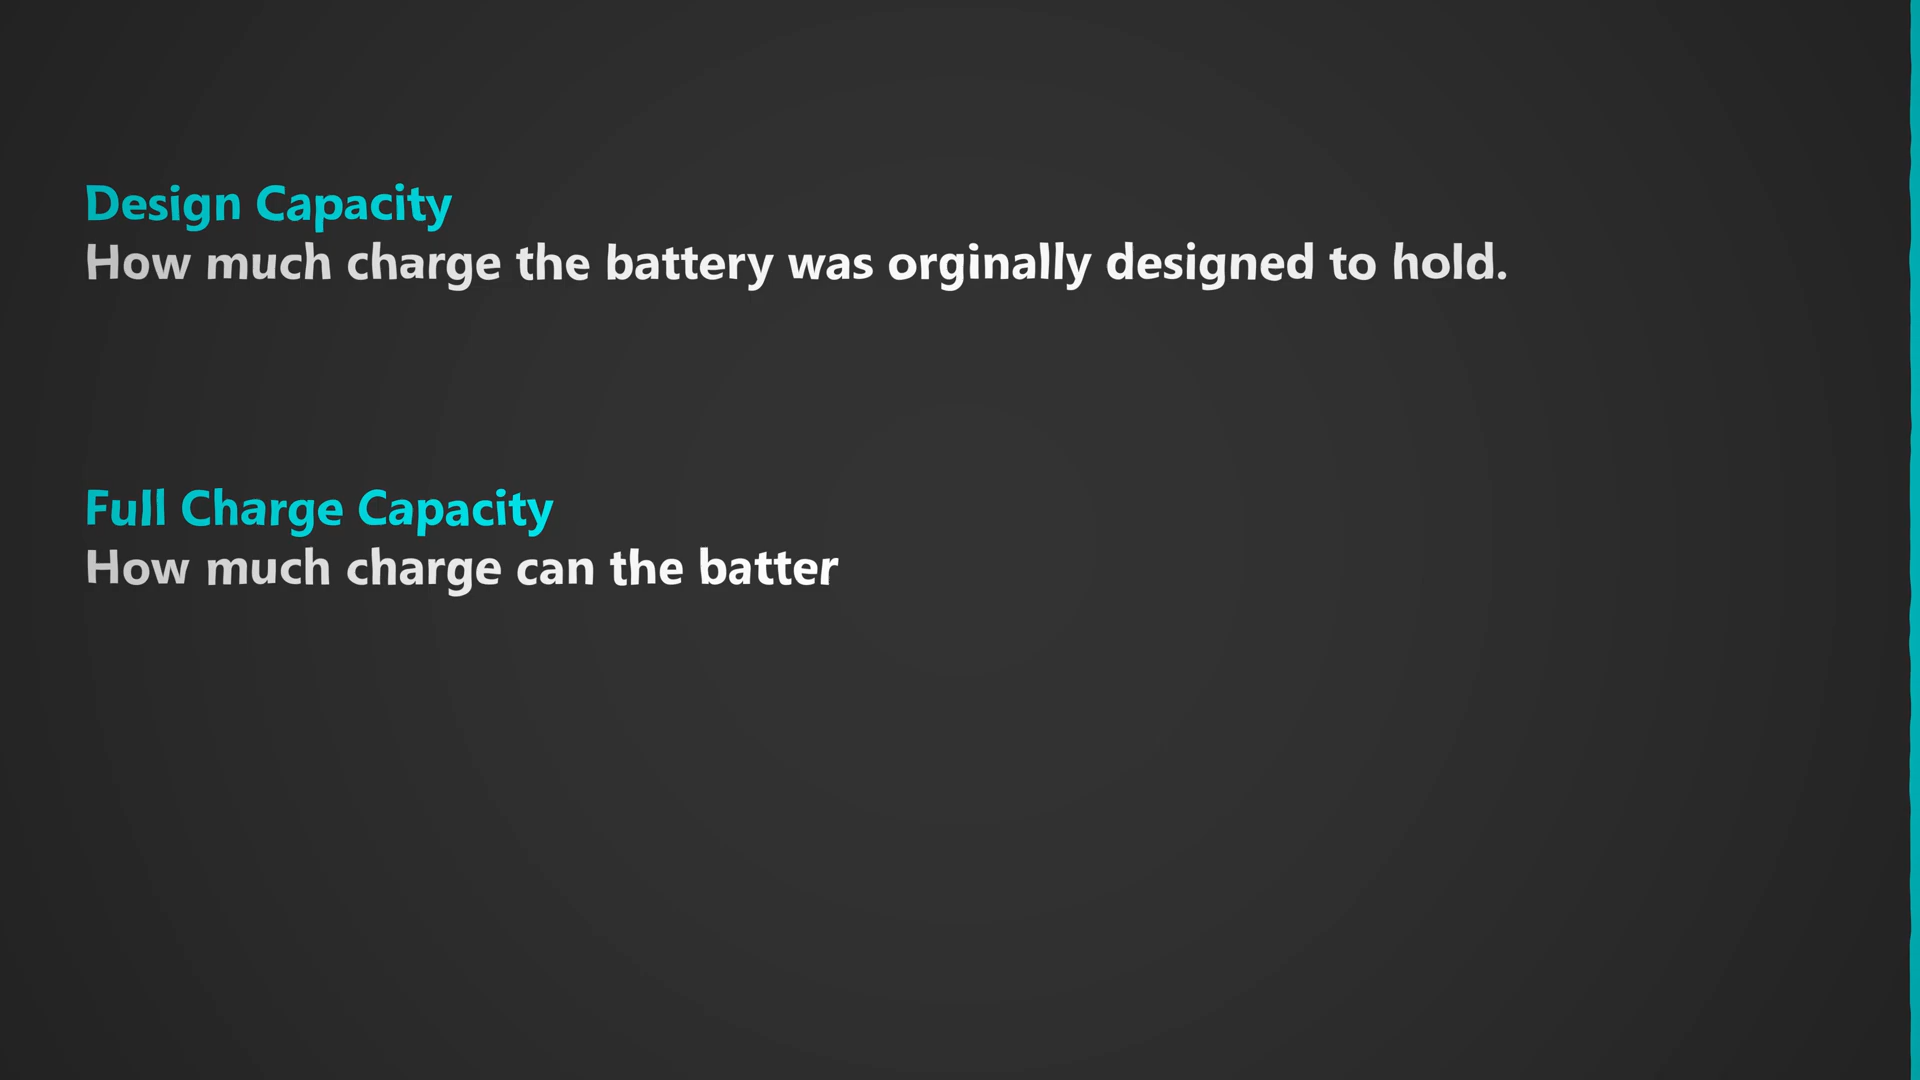 Design Capacity
How much charge the battery was orginally designed to hold.
Full Charge Capacity
How much charge can the batter